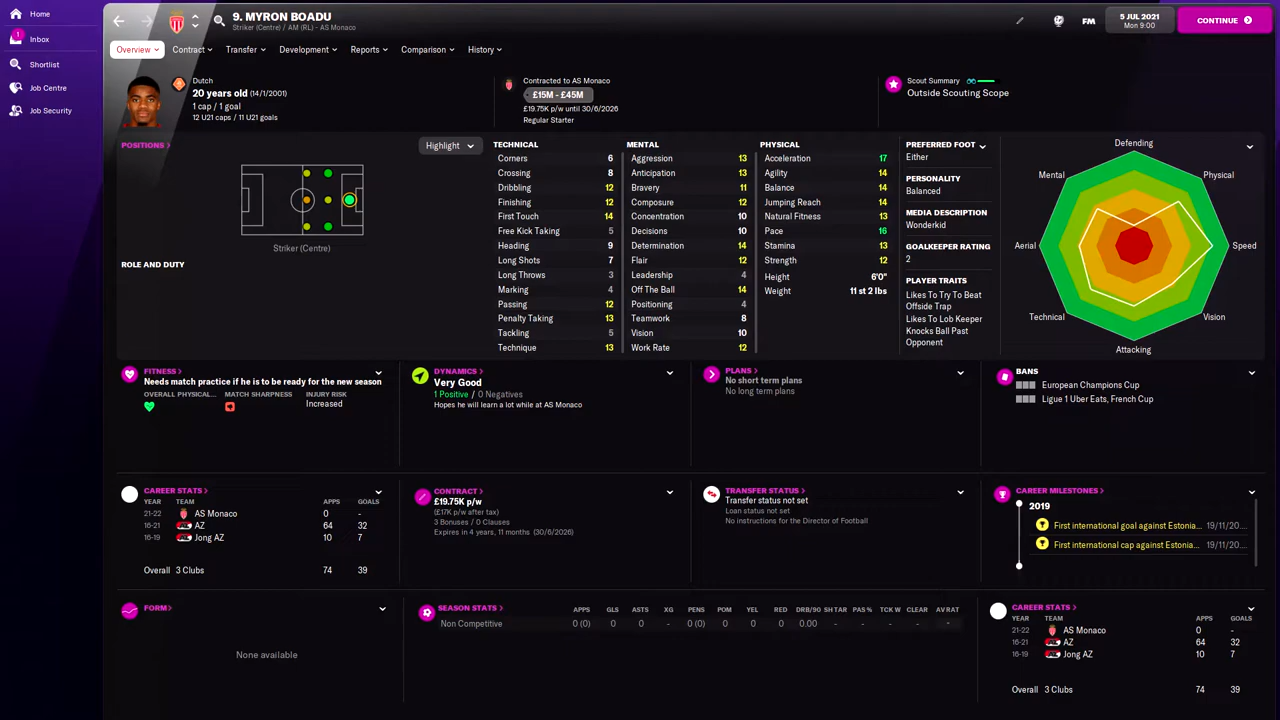 Home
Inbox
1
Shortlist
Job Centre
Job Security
9. MYRON BOADU
Striker (Centre) / AM (RL) - AS Monaco
FM
5 JUL 2021
Mon 9:00
CONTINUE
Overview
Contract
Transfer
Development
Reports
Comparison
History
Dutch
20 years old (14/1/2001)
1 cap / 1 goal
12 U21 caps / 11 U21 goals
Contracted to AS Monaco
£15M - £45M
£19.75K p/w until 30/6/2026
Regular Starter
Scout Summary
Outside Scouting Scope
POSITIONS
Highlight
Striker (Centre)
ROLE AND DUTY
TECHNICAL
Corners 6
Crossing 8
Dribbling 12
Finishing 12
First Touch 14
Free Kick Taking 5
Heading 9
Long Shots 7
Long Throws 3
Marking 4
Passing 12
Penalty Taking 13
Tackling 5
Technique 13
MENTAL
Aggression 13
Anticipation 13
Bravery 11
Composure 12
Concentration 10
Decisions 10
Determination 14
Flair 12
Leadership 4
Off The Ball 14
Positioning 4
Teamwork 8
Vision 10
Work Rate 12
PHYSICAL
Acceleration 17
Agility 14
Balance 14
Jumping Reach 14
Natural Fitness 13
Pace 16
Stamina 13
Strength 12
Height 6'0"
Weight 11 st 2 lbs
PREFERRED FOOT
Either
PERSONALITY
Balanced
MEDIA DESCRIPTION
Wonderkid
GOALKEEPER RATING
2
PLAYER TRAITS
Likes To Try To Beat
Offside Trap
Likes To Lob Keeper
Knocks Ball Past
Opponent
Defending
Physical
Speed
Vision
Attacking
Technical
Aerial
Mental
FITNESS
Needs match practice if he is to be ready for the new season
OVERALL PHYSICAL... MATCH SHARPNESS INJURY RISK
Increased
DYNAMICS
Very Good
1 Positive / 0 Negatives
Hopes he will learn a lot while at AS Monaco
PLANS
No short term plans
No long term plans
BANS
European Champions Cup
Ligue 1 Uber Eats, French Cup
CAREER STATS
YEAR TEAM APPS GOALS
21-22 AS Monaco 0 -
16-21 AZ 64 32
16-19 Jong AZ 10 7
Overall 3 Clubs 74 39
CONTRACT
£19.75K p/w
(£17K p/w after tax)
3 Bonuses / 0 Clauses
Expires in 4 years, 11 months (30/6/2026)
TRANSFER STATUS
Transfer status not set
Loan status not set
No instructions for the Director of Football
CAREER MILESTONES
2019
First international goal against Estonia... 19/11/20...
First international cap against Estonia... 19/11/20...
FORM
None available
SEASON STATS APPS GLS ASTS XG PENS POM YEL RED DRB/90 SH TAR PAS % TCK W CLEAR AV RAT
Non Competitive 0 (0) 0 0 - 0 (0) 0 0 0 0.00 - - - - -
CAREER STATS
YEAR TEAM APPS GOALS
21-22 AS Monaco 0 -
16-21 AZ 64 32
16-19 Jong AZ 10 7
Overall 3 Clubs 74 39